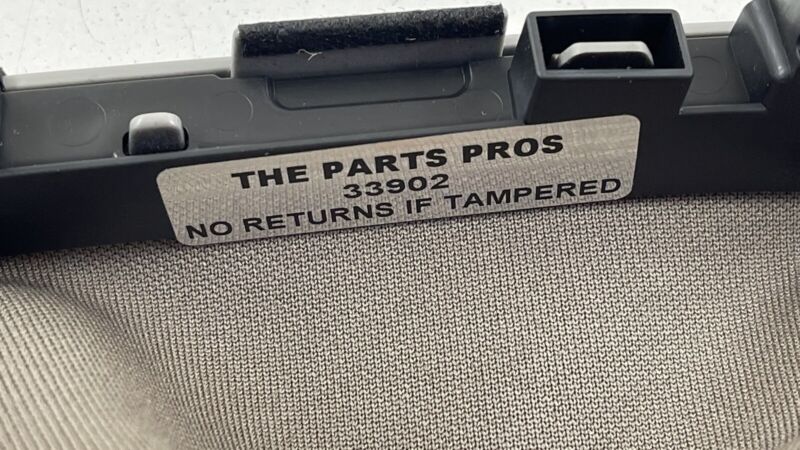 THE PARTS PROS
33902
NO RETURNS IF TAMPERED